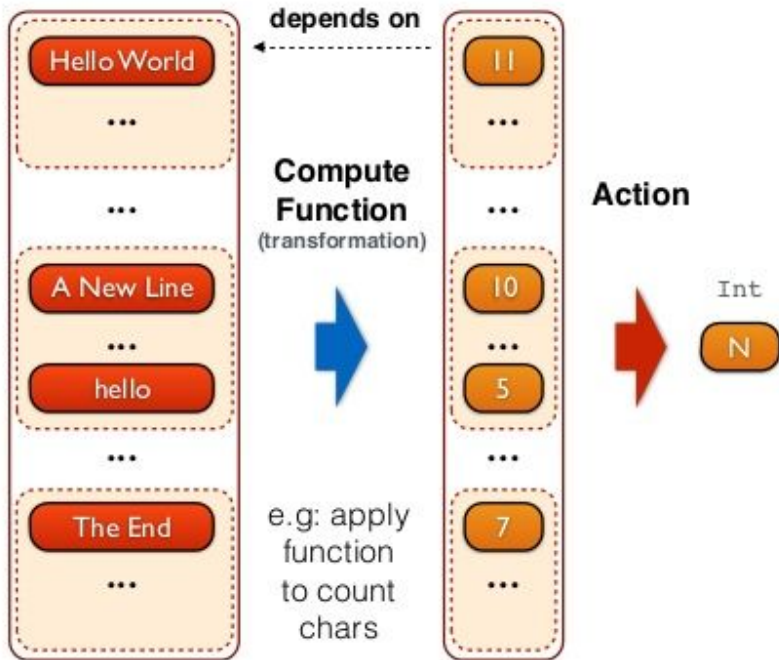 depends on
Hello World
11
...
...
Compute
Function
(transformation)
Action
...
...
A New Line
10
Int
...
...
N
hello
5
...
...
The End
7
e.g: apply
function
to count
chars
...
...